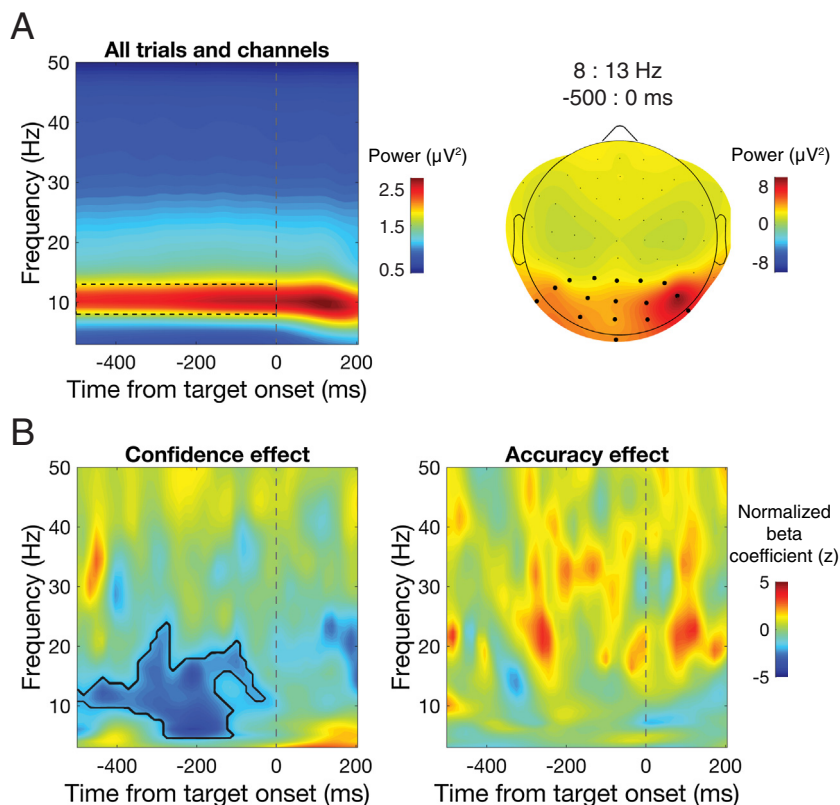 A
All trials and channels
50
40
30
20
10
Frequency (Hz)
-400
-200
0
200
Time from target onset (ms)
Power (µV²)
2.5
1.5
0.5
8 : 13 Hz
-500 : 0 ms
Power (µV²)
8
4
0
-4
-8
B
Confidence effect
50
40
30
20
10
Frequency (Hz)
-400
-200
0
200
Time from target onset (ms)
Accuracy effect
50
40
30
20
10
Frequency (Hz)
-400
-200
0
200
Time from target onset (ms)
Normalized
beta
coefficient (z)
5
0
-5